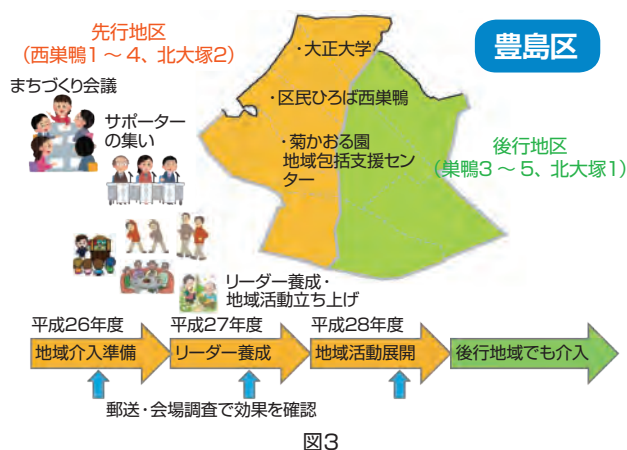 先行地区
（西巣鴨1～4、北大塚2）
豊島区
まちづくり会議
サポーター
の集い
・大正大学
・区民ひろば西巣鴨
・菊かおる園
地域包括支援セン
ター
後行地区
（巣鴨3～5、北大塚1）
リーダー養成・
地域活動立ち上げ
平成26年度
平成27年度
平成28年度
地域介入準備
リーダー養成
地域活動展開
後行地域でも介入
郵送・会場調査で効果を確認
図3